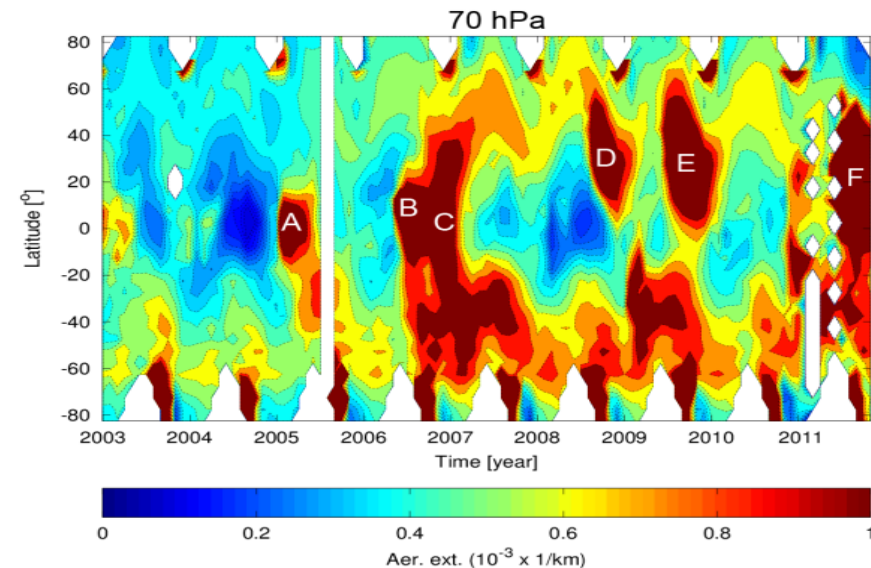 70 hPa
80
60
40
20
0
-20
-40
-60
-80
Latitude [⁰]
A
B
C
D
E
F
2003 2004 2005 2006 2007 2008 2009 2010 2011
Time [year]
0 0.2 0.4 0.6 0.8 1
Aer. ext. (10⁻³ x 1/km)